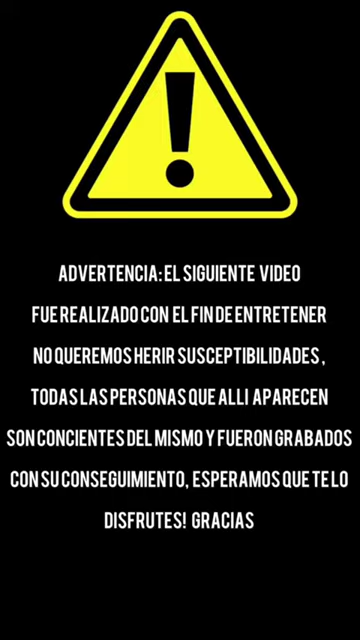 ADVERTENCIA: EL SIGUIENTE VIDEO
FUE REALIZADO CON EL FIN DE ENTRETENER
NO QUEREMOS HERIR SUSCEPTIBILIDADES,
TODAS LAS PERSONAS QUE ALLI APARECEN
SON CONCIENTES DEL MISMO Y FUERON GRABADOS
CON SU CONSEGUIMIENTO, ESPERAMOS QUE TE LO
DISFRUTES! GRACIAS